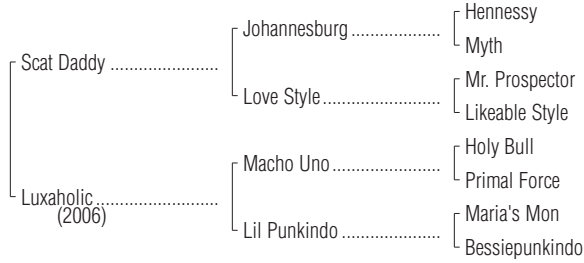 Hennessy
Johannesburg ....................
Myth
Scat Daddy ........................
Mr. Prospector
Love Style..........................
Likeable Style
Holy Bull
Macho Uno ........................
Primal Force
Luxaholic...........................
(2006)
Maria's Mon
Lil Punkindo ......................
Bessiepunkindo